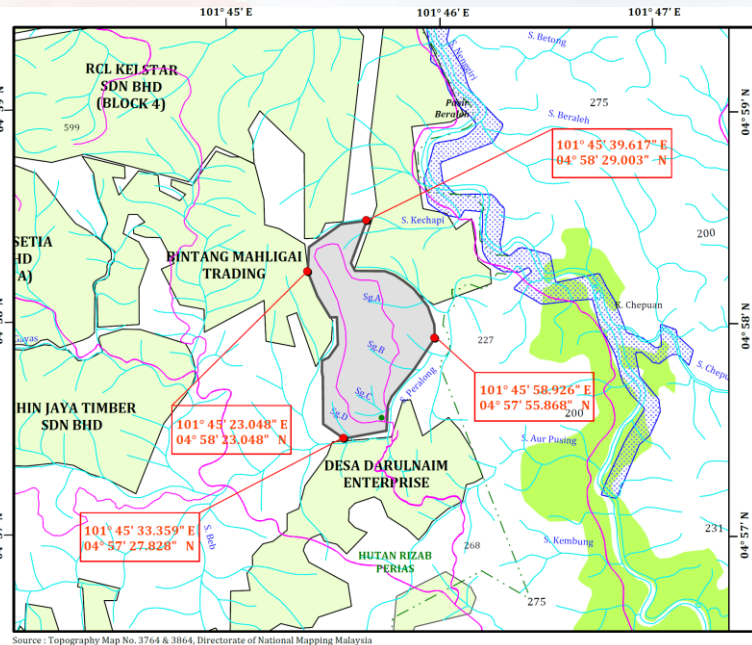 101° 45' E
101° 46' E
101° 47' E
RCL KELSTAR
SDN BHD
(BLOCK 4)
599
S. Nenggiri
S. Betong
275
Pasir
Beraleh
S. Beraleh
04° 59' N
101° 45' 39.617" E
04° 58' 29.003" N
S. Kechapi
200
SETIA
HD
A)
BINTANG MAHLIGAI
TRADING
Sg.A
K. Chepuan
04° 58' N
227
Sg.B
S. Peralong
101° 45' 58.926" E
04° 57' 55.868" N
200
HIN JAYA TIMBER
SDN BHD
101° 45' 23.048" E
04° 58' 23.048" N
Sg.C
Sg.D
S. Aur Pusing
DESA DARULNAIM
ENTERPRISE
101° 45' 33.359" E
04° 57' 27.828" N
S. Beb
268
S. Kembung
231
04° 57' N
HUTAN RIZAB
PERIAS
275
Source : Topography Map No. 3764 & 3864, Directorate of National Mapping Malaysia